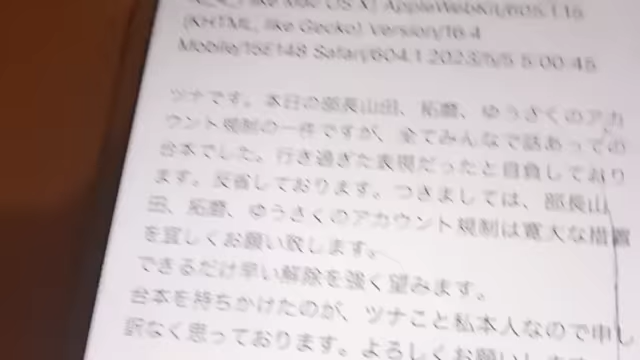 like Mac OS X) AppleWebKit/605.1.15
(KHTML, like Gecko) Version/16.4
Mobile/15E148 Safari/604.1 2023/5/5 5:00:45
ツナです。本日の部長山田、拓磨、ゆうさくのアカ
ウント規制の一件ですが、全てみんなで話あっての
台本でした。行き過ぎた表現だったと自負しており
ます。反省しております。つきましては、部長山
田、拓磨、ゆうさくのアカウント規制は寛大な措置
を宜しくお願い致します。
できるだけ早い解除を強く望みます。
台本を持ちかけたのが、ツナこと私本人なので申し
訳なく思っております。よろしくお願いし